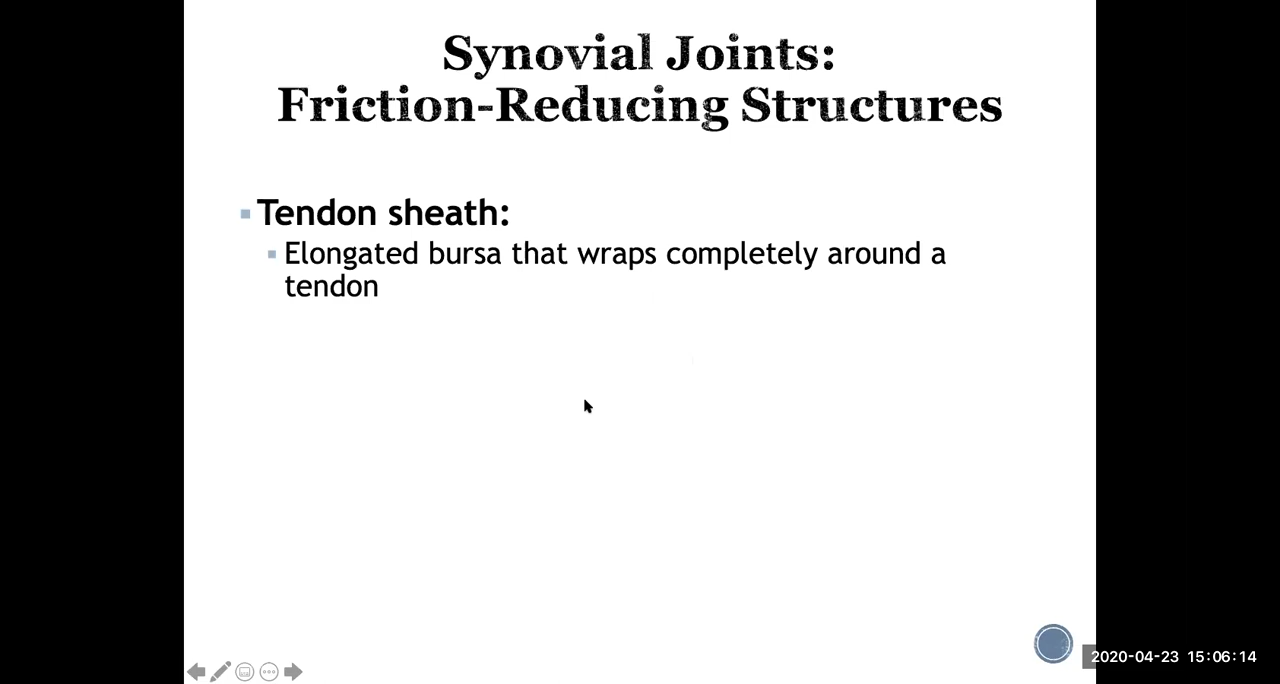 Synovial Joints:
Friction-Reducing Structures
Tendon sheath:
Elongated bursa that wraps completely around a
tendon
2020-04-23 15:06:14